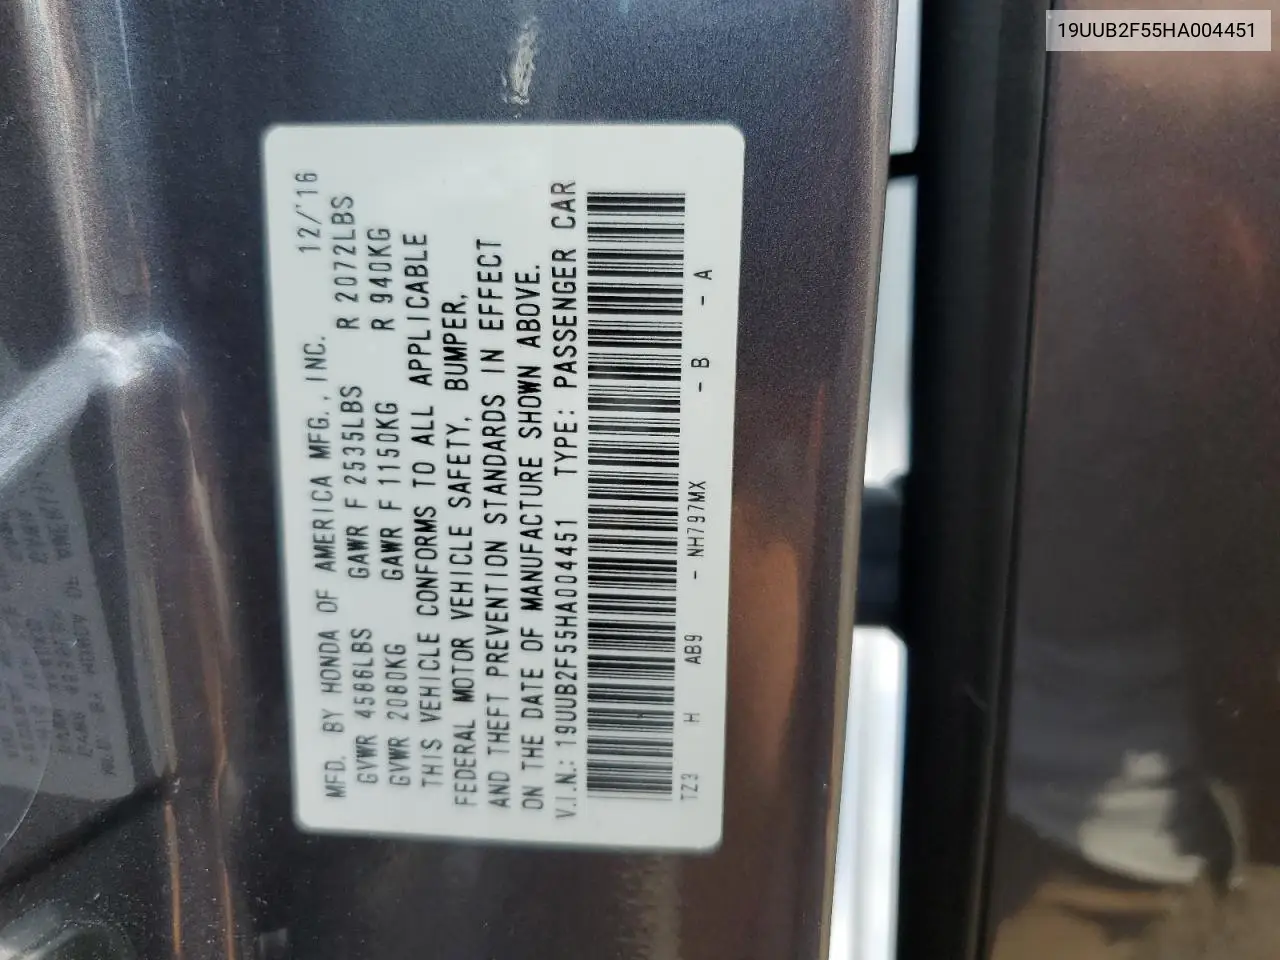 19UUB2F55HA004451
MFD. BY HONDA OF AMERICA MFG., INC. 12/'16
GVWR 4586LBS GAWR F 2535LBS R 2072LBS
GVWR 2080KG GAWR F 1150KG R 940KG
THIS VEHICLE CONFORMS TO ALL APPLICABLE
FEDERAL MOTOR VEHICLE SAFETY, BUMPER,
AND THEFT PREVENTION STANDARDS IN EFFECT
ON THE DATE OF MANUFACTURE SHOWN ABOVE.
V.I.N.: 19UUB2F55HA004451 TYPE: PASSENGER CAR
TZ3 H AB9 - NH797MX - B - A